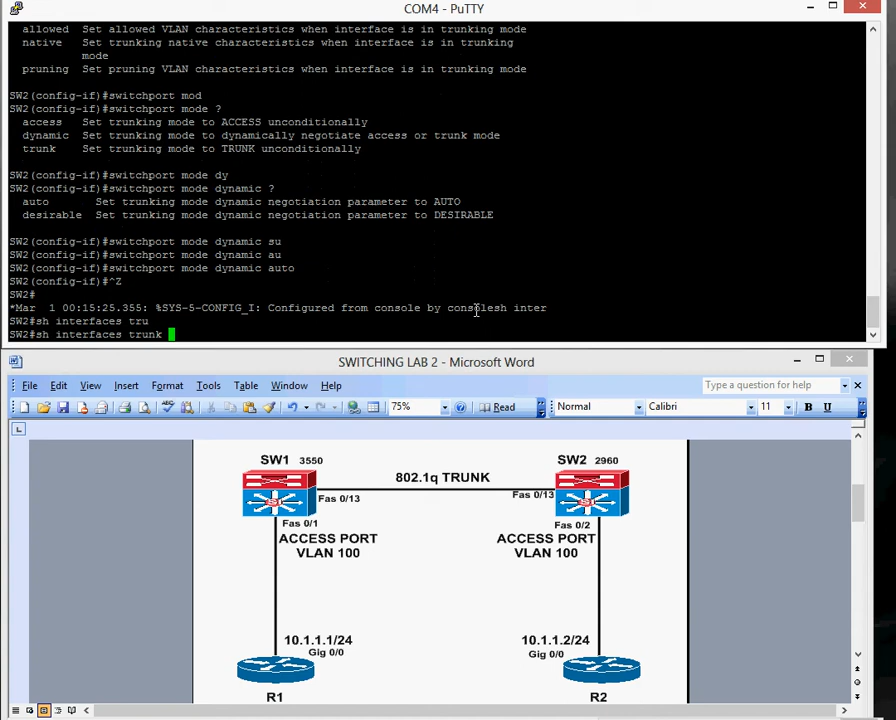 COM4 - PuTTY
allowed   Set allowed VLAN characteristics when interface is in trunking mode
native    Set trunking native characteristics when interface is in trunking
mode
pruning   Set pruning VLAN characteristics when interface is in trunking mode
SW2(config-if)#switchport mod
SW2(config-if)#switchport mode ?
access    Set trunking mode to ACCESS unconditionally
dynamic   Set trunking mode to dynamically negotiate access or trunk mode
trunk     Set trunking mode to TRUNK unconditionally
SW2(config-if)#switchport mode dy
SW2(config-if)#switchport mode dynamic ?
auto       Set trunking mode dynamic negotiation parameter to AUTO
desirable  Set trunking mode dynamic negotiation parameter to DESIRABLE
SW2(config-if)#switchport mode dynamic su
SW2(config-if)#switchport mode dynamic au
SW2(config-if)#switchport mode dynamic auto
SW2(config-if)#^Z
SW2#
*Mar  1 00:15:25.355: %SYS-5-CONFIG_I: Configured from console by consolesh inter
SW2#sh interfaces tru
SW2#sh interfaces trunk
SWITCHING LAB 2 - Microsoft Word
File Edit View Insert Format Tools Table Window Help Type a question for help
75% Read Normal Calibri 11 B U
SW1 3550 SW2 2960
802.1q TRUNK
Fas 0/13 Fas 0/13
Fas 0/1 Fas 0/2
ACCESS PORT ACCESS PORT
VLAN 100 VLAN 100
10.1.1.1/24 10.1.1.2/24
Gig 0/0 Gig 0/0
R1 R2